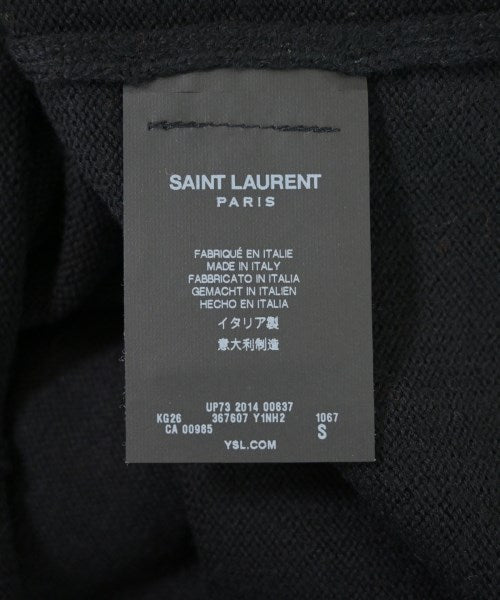 SAINT LAURENT
PARIS
FABRIQUÉ EN ITALIE
MADE IN ITALY
FABBRICATO IN ITALIA
GEMACHT IN ITALIEN
HECHO EN ITALIA
イタリア製
意大利制造
UP73 2014 00637
KG26 367607 Y1NH2 1067
CA 00985 S
YSL.COM